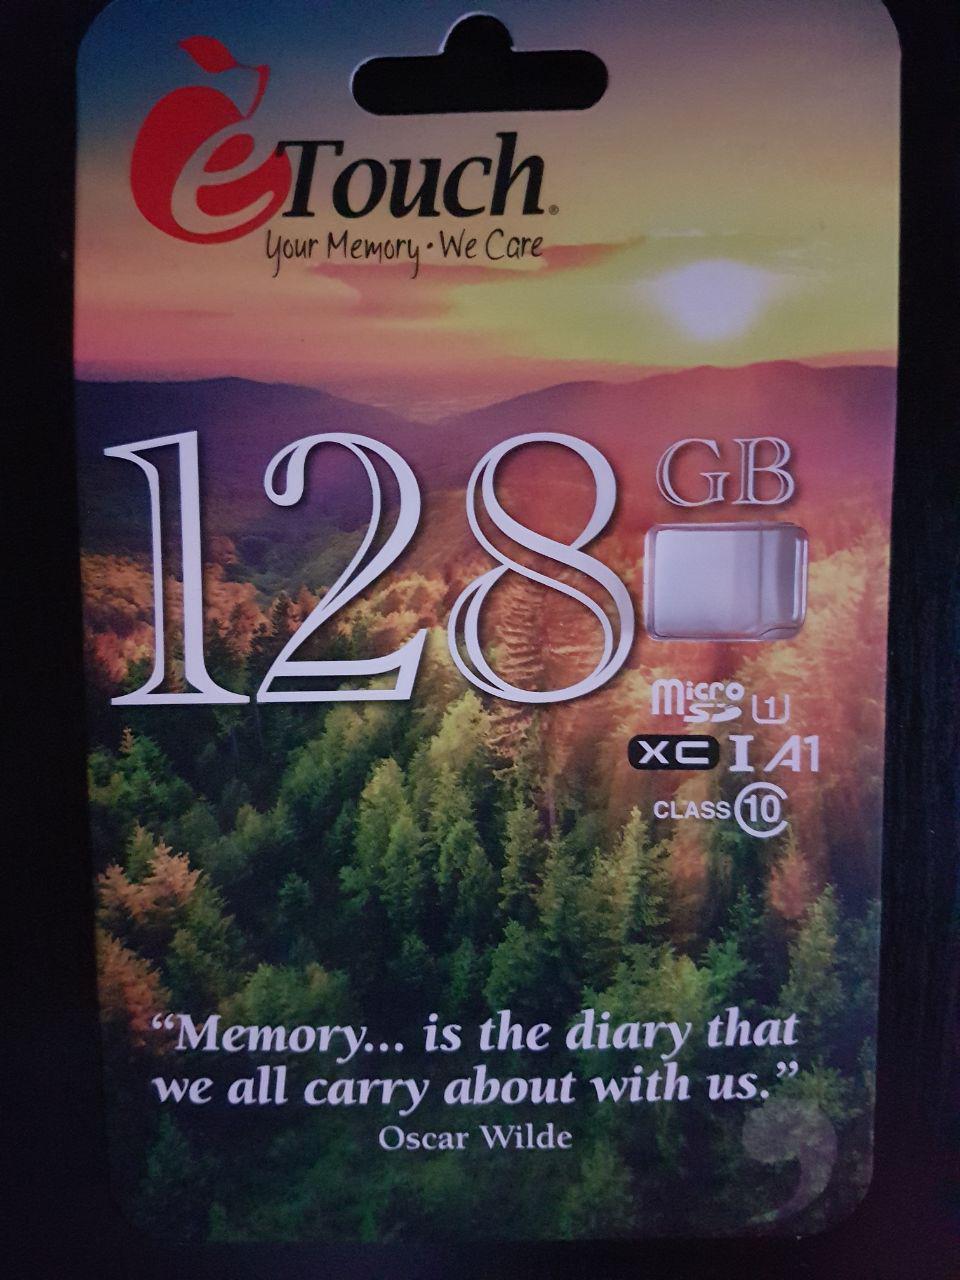 eTouch®
Your Memory • We Care
128 GB
Micro
SD U1
XC I A1
CLASS 10
“Memory... is the diary that
we all carry about with us.”
Oscar Wilde